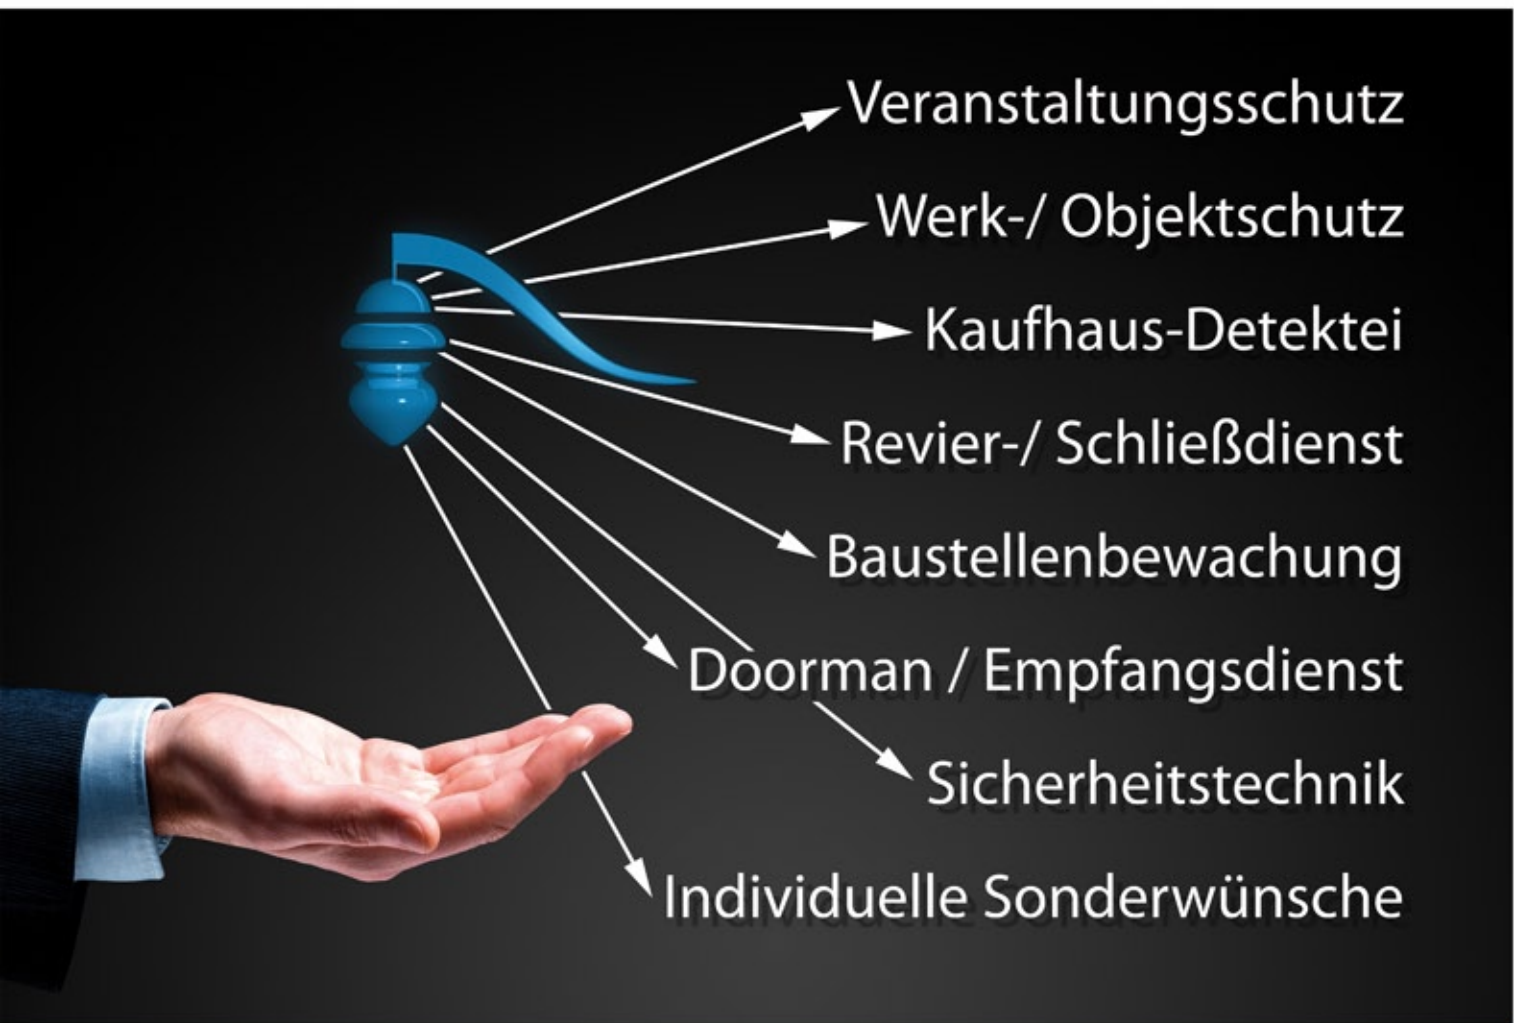 Veranstaltungsschutz
Werk-/ Objektschutz
Kaufhaus-Detektei
Revier-/ Schließdienst
Baustellenbewachung
Doorman / Empfangsdienst
Sicherheitstechnik
Individuelle Sonderwünsche